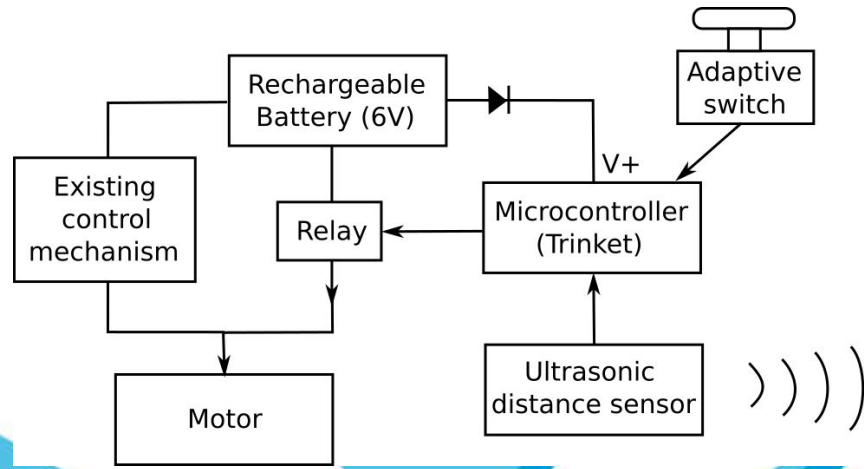 Rechargeable
Battery (6V)
Adaptive
switch
V+
Existing
control
mechanism
Relay
Microcontroller
(Trinket)
Motor
Ultrasonic
distance sensor